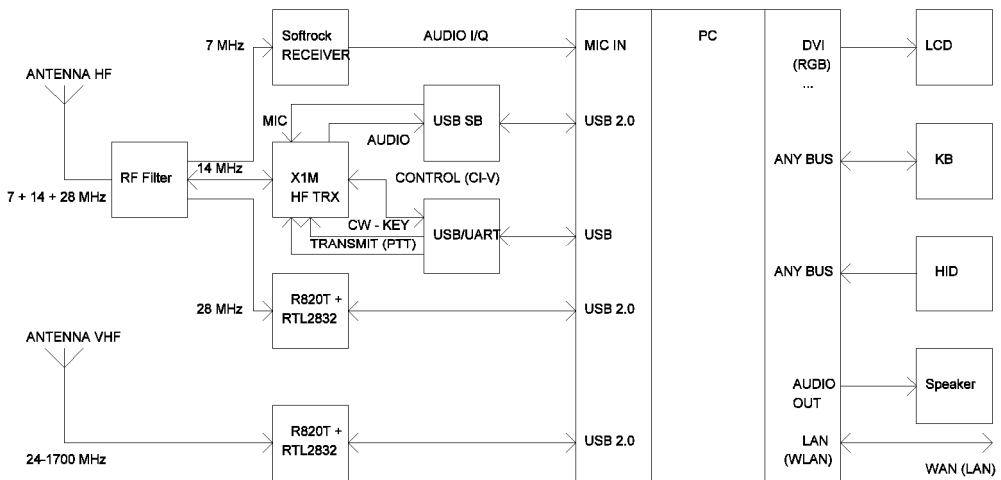 Softrock
RECEIVER
7 MHz
AUDIO I/Q
MIC IN
PC
DVI
(RGB)
...
LCD
ANTENNA HF
MIC
AUDIO
USB SB
USB 2.0
RF Filter
14 MHz
7 + 14 + 28 MHz
X1M
HF TRX
CONTROL (CI-V)
ANY BUS
KB
CW - KEY
TRANSMIT (PTT)
USB/UART
USB
28 MHz
R820T +
RTL2832
USB 2.0
ANY BUS
HID
ANTENNA VHF
AUDIO
OUT
Speaker
24-1700 MHz
R820T +
RTL2832
USB 2.0
LAN
(WLAN)
WAN (LAN)